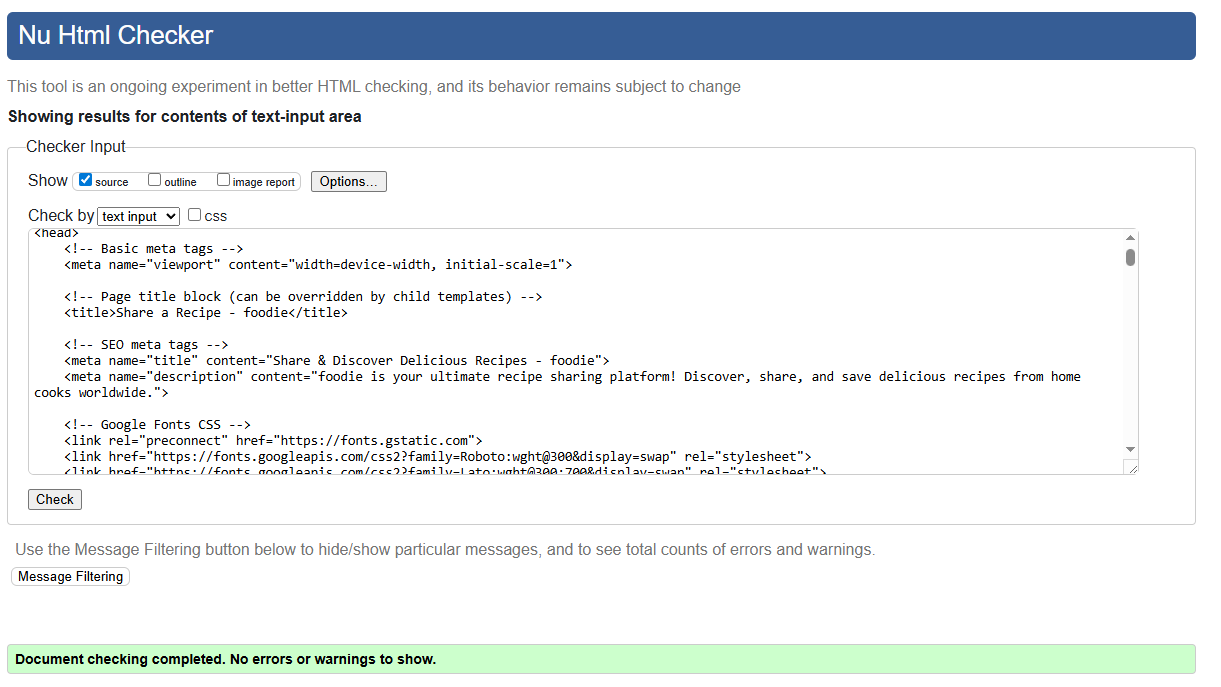 Nu Html Checker
This tool is an ongoing experiment in better HTML checking, and its behavior remains subject to change
Showing results for contents of text-input area
Checker Input
Show source outline image report Options...
Check by text input css
<head>
    <!-- Basic meta tags -->
    <meta name="viewport" content="width=device-width, initial-scale=1">
    <!-- Page title block (can be overridden by child templates) -->
    <title>Share a Recipe - foodie</title>
    <!-- SEO meta tags -->
    <meta name="title" content="Share & Discover Delicious Recipes - foodie">
    <meta name="description" content="foodie is your ultimate recipe sharing platform! Discover, share, and save delicious recipes from home
cooks worldwide.">
    <!-- Google Fonts CSS -->
    <link rel="preconnect" href="https://fonts.gstatic.com">
    <link href="https://fonts.googleapis.com/css2?family=Roboto:wght@300&display=swap" rel="stylesheet">
    <link href="https://fonts.googleapis.com/css2?family=Lato:wght@300;700&display=swap" rel="stylesheet">
Check
Use the Message Filtering button below to hide/show particular messages, and to see total counts of errors and warnings.
Message Filtering
Document checking completed. No errors or warnings to show.